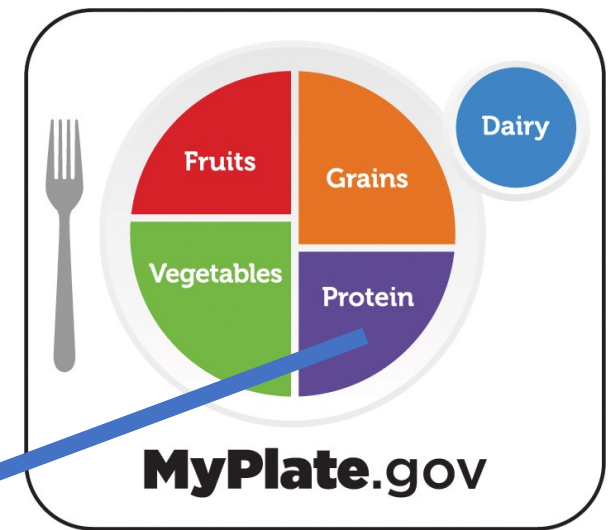 Dairy
Fruits
Grains
Vegetables
Protein
MyPlate.gov